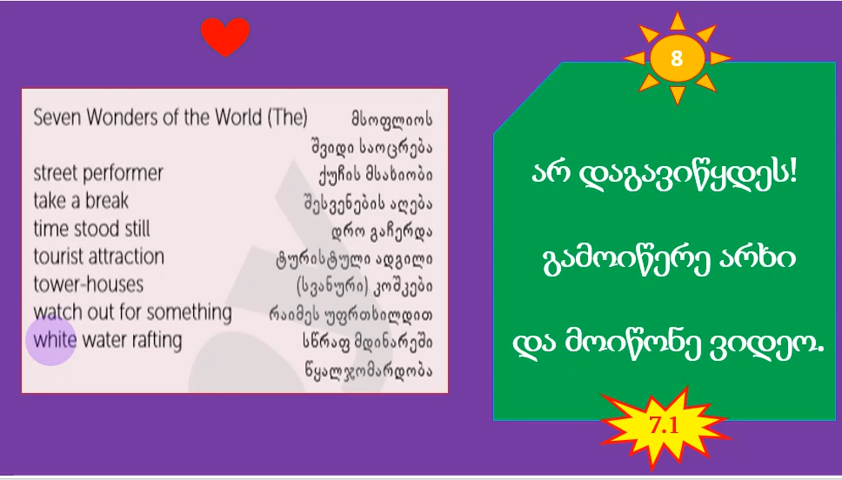 Seven Wonders of the World (The) მსოფლიოს
შვიდი საოცრება
street performer ქუჩის მსახიობი
take a break შესვენების აღება
time stood still დრო გაჩერდა
tourist attraction ტურისტული ადგილი
tower-houses (სვანური) კოშკები
watch out for something რაიმეს უფრთხილდით
white water rafting სწრაფ მდინარეში
წყალჯომარდობა
8
არ დაგავიწყდეს!
გამოიწერე არხი
და მოიწონე ვიდეო.
7.1